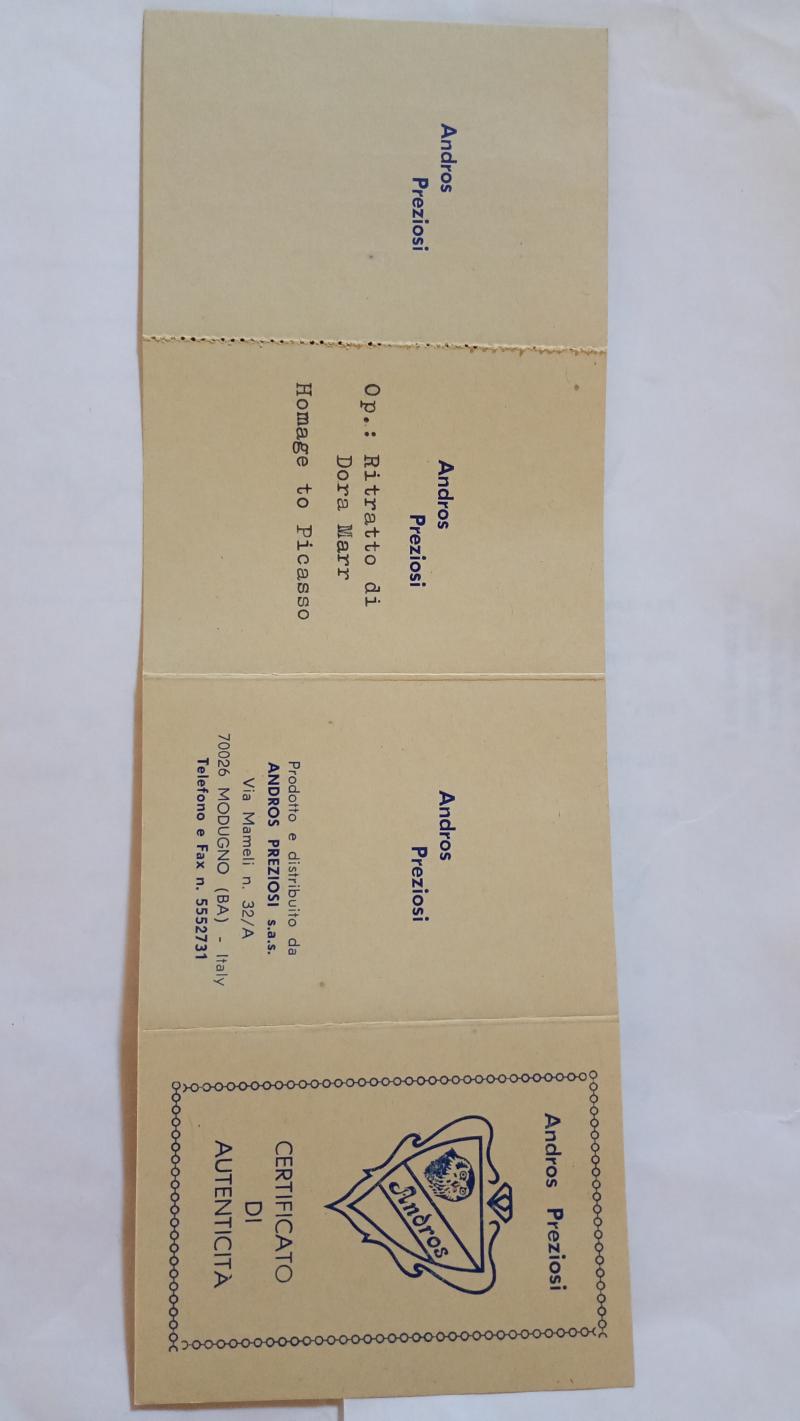 Andros
Preziosi
Andros
Preziosi
Op.: Ritratto di
Dora Marr
Homage to Picasso
Andros
Preziosi
Prodotto e distribuito da
ANDROS PREZIOSI s.a.s.
Via Mameli n. 32/A
70026 MODUGNO (BA) - Italy
Telefono e Fax n. 5552731
Andros Preziosi
Andros
CERTIFICATO
DI
AUTENTICITÀ